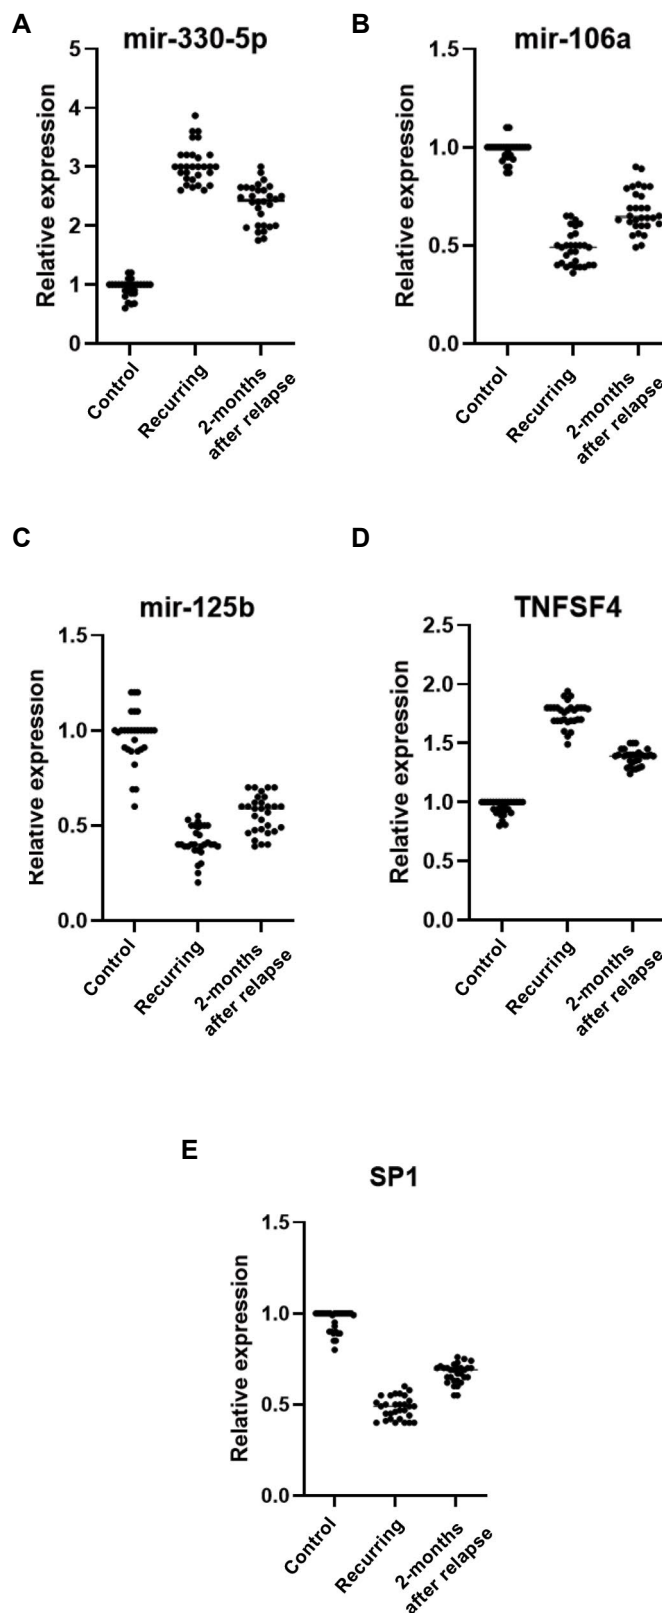 A
mir-330-5p
Relative expression
5
4
3
2
1
0
Control
Recurring
2-months
after relapse
B
mir-106a
Relative expression
1.5
1.0
0.5
0.0
Control
Recurring
2-months
after relapse
C
mir-125b
Relative expression
1.5
1.0
0.5
0.0
Control
Recurring
2-months
after relapse
D
TNFSF4
Relative expression
2.5
2.0
1.5
1.0
0.5
0.0
Control
Recurring
2-months
after relapse
E
SP1
Relative expression
1.5
1.0
0.5
0.0
Control
Recurring
2-months
after relapse